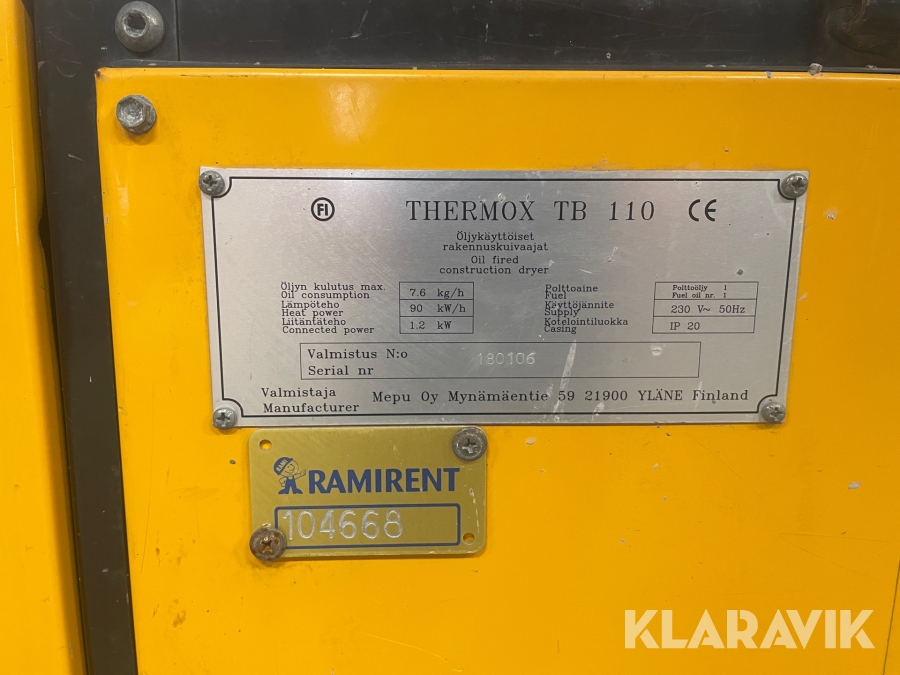 FI THERMOX TB 110 CE
Öljykäyttöiset
rakennuskuivaajat
Oil fired
construction dryer
Öljyn kulutus max.
Oil consumption
7.6 kg/h
Lämpöteho
Heat power
90 kW/h
Liitäntäteho
Connected power
1.2 kW
Polttoaine
Fuel
Polttoöljy 1
Fuel oil nr. 1
Käyttöjännite
Supply
230 V~ 50Hz
Kotelointiluokka
Casing
IP 20
Valmistus N:o
Serial nr
180106
Valmistaja
Manufacturer
Mepu Oy Mynämäentie 59 21900 YLÄNE Finland
RAMIRENT
104668
KLARAVIK